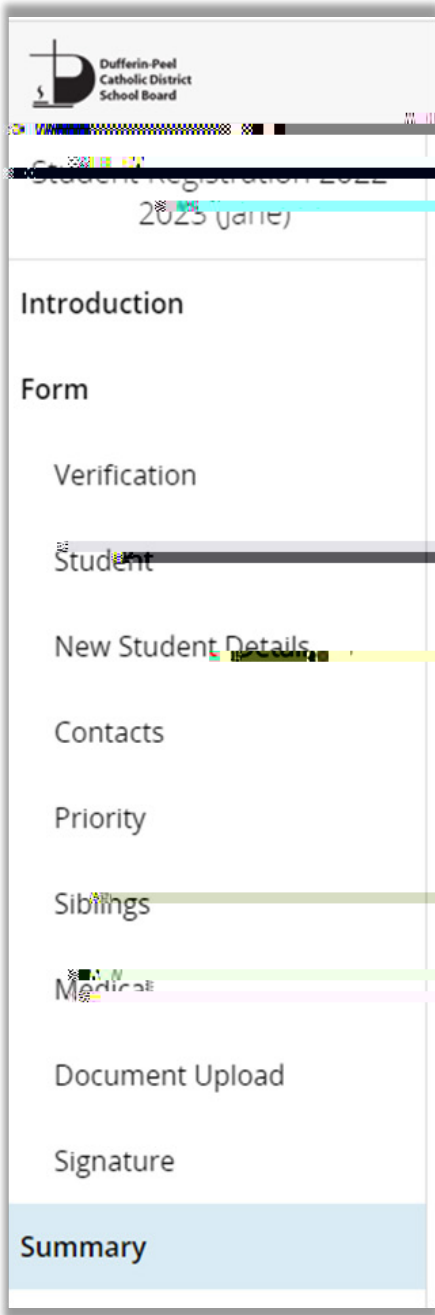 Dufferin-Peel
Catholic District
School Board
Student Registration 2022
2023 (Jane)
Introduction
Form
Verification
Student
New Student Details
Contacts
Priority
Siblings
Medical
Document Upload
Signature
Summary